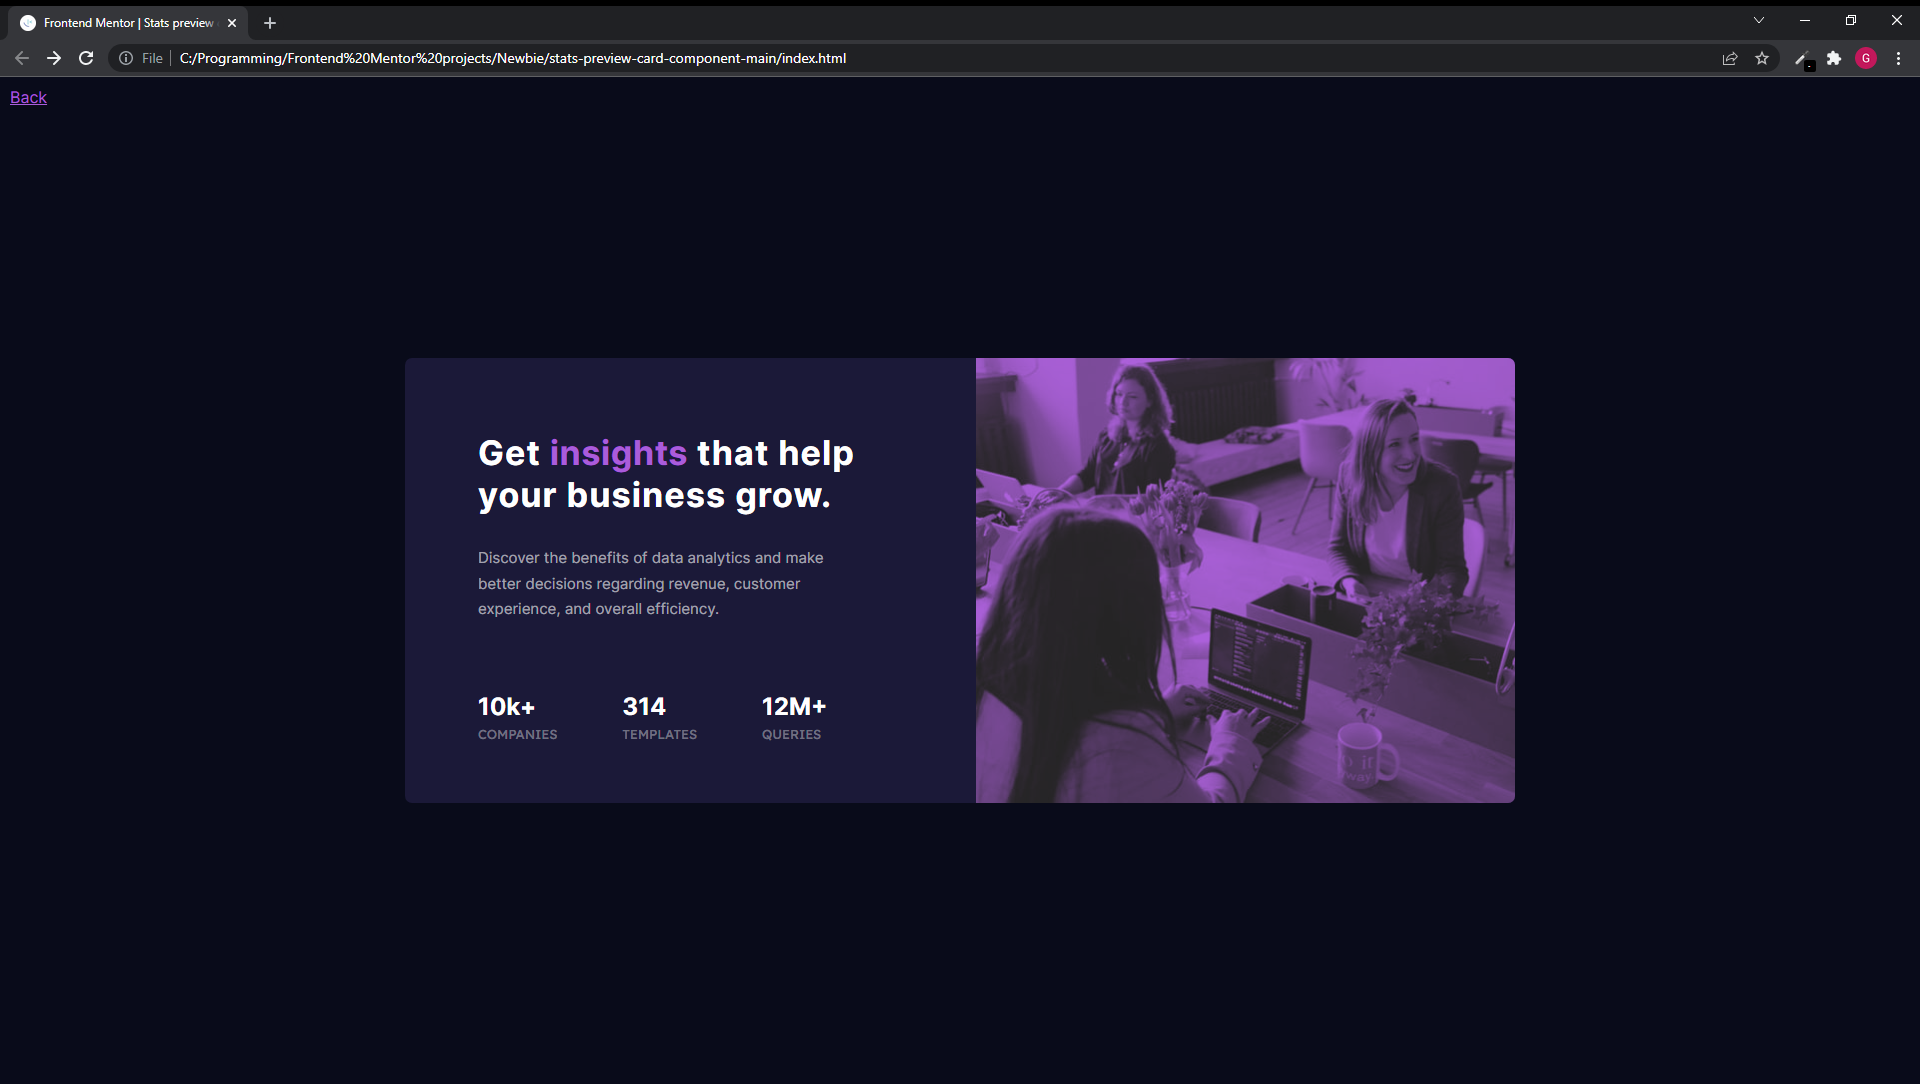 Frontend Mentor | Stats preview
File
C:/Programming/Frontend%20Mentor%20projects/Newbie/stats-preview-card-component-main/index.html
G
Back
Get insights that help
your business grow.
Discover the benefits of data analytics and make
better decisions regarding revenue, customer
experience, and overall efficiency.
10k+ 314 12M+
COMPANIES TEMPLATES QUERIES